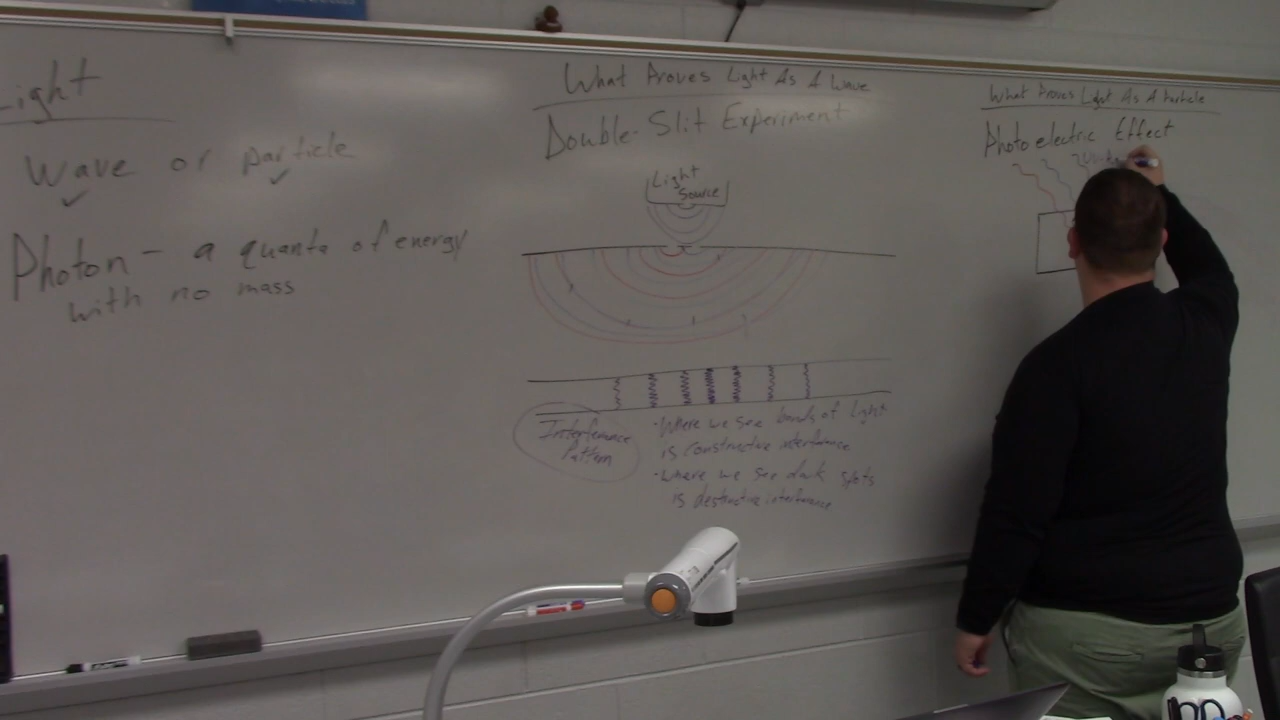 Light
Wave or particle
Photon - a quanta of energy
with no mass
What Proves Light As A Wave
Double-Slit Experiment
Light
Source
Interference
Pattern
· Where we see bands of light
is constructive interference
· where we see dark spots
is destructive interference
What Proves Light As A Particle
Photoelectric Effect